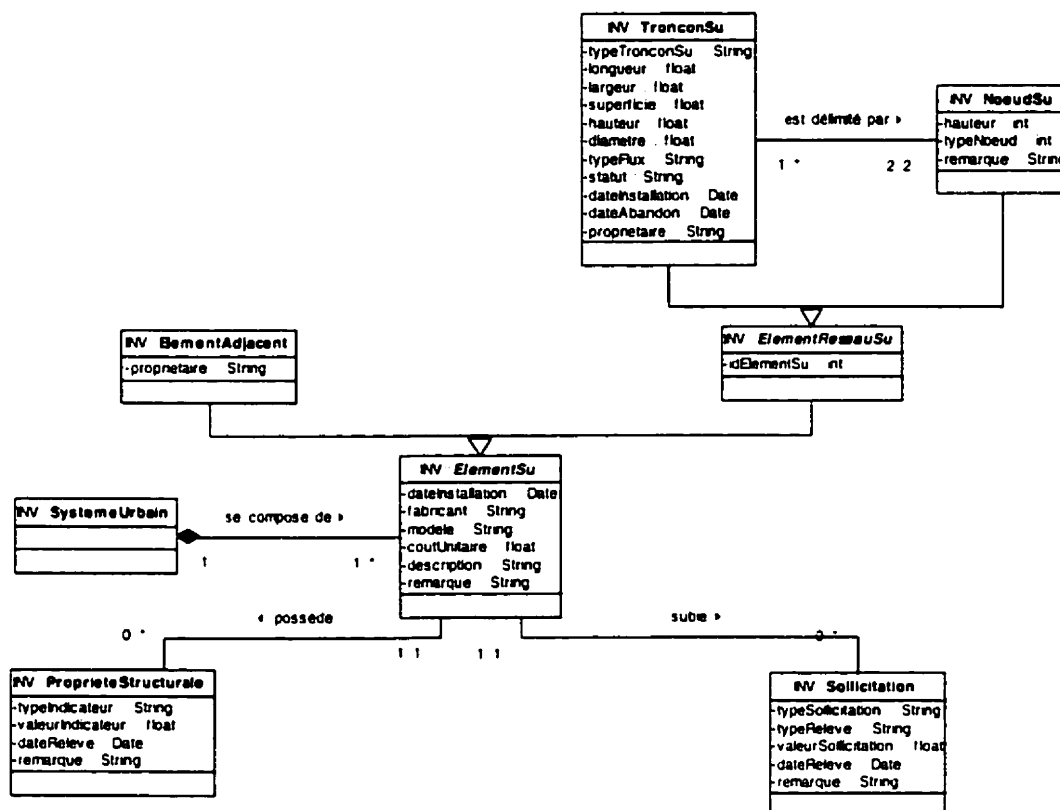 INV TronconSu
-typeTronconSu String
-longueur float
-largeur float
-superficie float
-hauteur float
-diametre float
-typeFlux String
-statut String
-dateInstallation Date
-dateAbandon Date
-proprietaire String
est délimité par
1 *
2 2
INV NoeudSu
-hauteur int
-typeNoeud int
-remarque String
INV ElementAdjacent
-proprietaire String
INV ElementReseauSu
-idElementSu int
INV ElementSu
-dateInstallation Date
-fabricant String
-modele String
-coutUnitaire float
-description String
-remarque String
INV SystemeUrbain
se compose de
1
1 *
possède
0 *
1 1
subie
1 1
0 *
INV ProprieteStructurale
-typeIndicateur String
-valeurIndicateur float
-dateReleve Date
-remarque String
INV Sollicitation
-typeSollicitation String
-typeReleve String
-valeurSollicitation float
-dateReleve Date
-remarque String